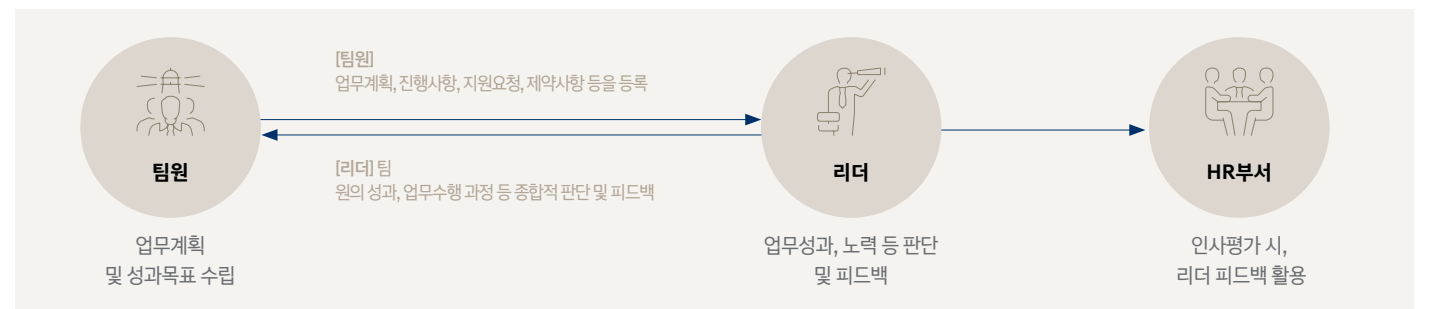 [팀원]
업무계획, 진행사항, 지원요청, 제약사항 등을 등록
[리더] 팀
원의 성과, 업무수행 과정 등 종합적 판단 및 피드백
팀원
업무계획
및 성과목표 수립
리더
업무성과, 노력 등 판단
및 피드백
HR부서
인사평가 시,
리더 피드백 활용